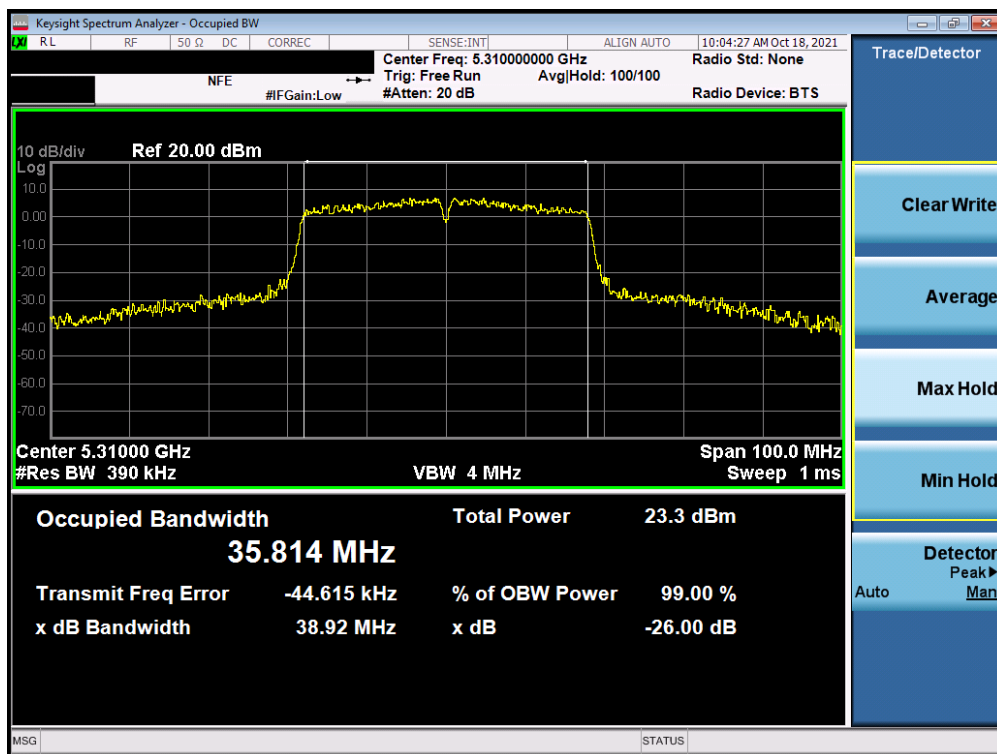 Keysight Spectrum Analyzer - Occupied BW
LXI RL RF 50 Ω DC CORREC SENSE:INT ALIGN AUTO 10:04:27 AM Oct 18, 2021
Center Freq: 5.310000000 GHz Radio Std: None
NFE Trig: Free Run Avg|Hold: 100/100
#IFGain:Low #Atten: 20 dB Radio Device: BTS
10 dB/div Ref 20.00 dBm
Log
10.0
0.00
-10.0
-20.0
-30.0
-40.0
-50.0
-60.0
-70.0
Center 5.31000 GHz Span 100.0 MHz
#Res BW 390 kHz VBW 4 MHz Sweep 1 ms
Occupied Bandwidth Total Power 23.3 dBm
35.814 MHz
Transmit Freq Error -44.615 kHz % of OBW Power 99.00 %
x dB Bandwidth 38.92 MHz x dB -26.00 dB
MSG STATUS
Trace/Detector
Clear Write
Average
Max Hold
Min Hold
Detector
Peak▶
Auto Man